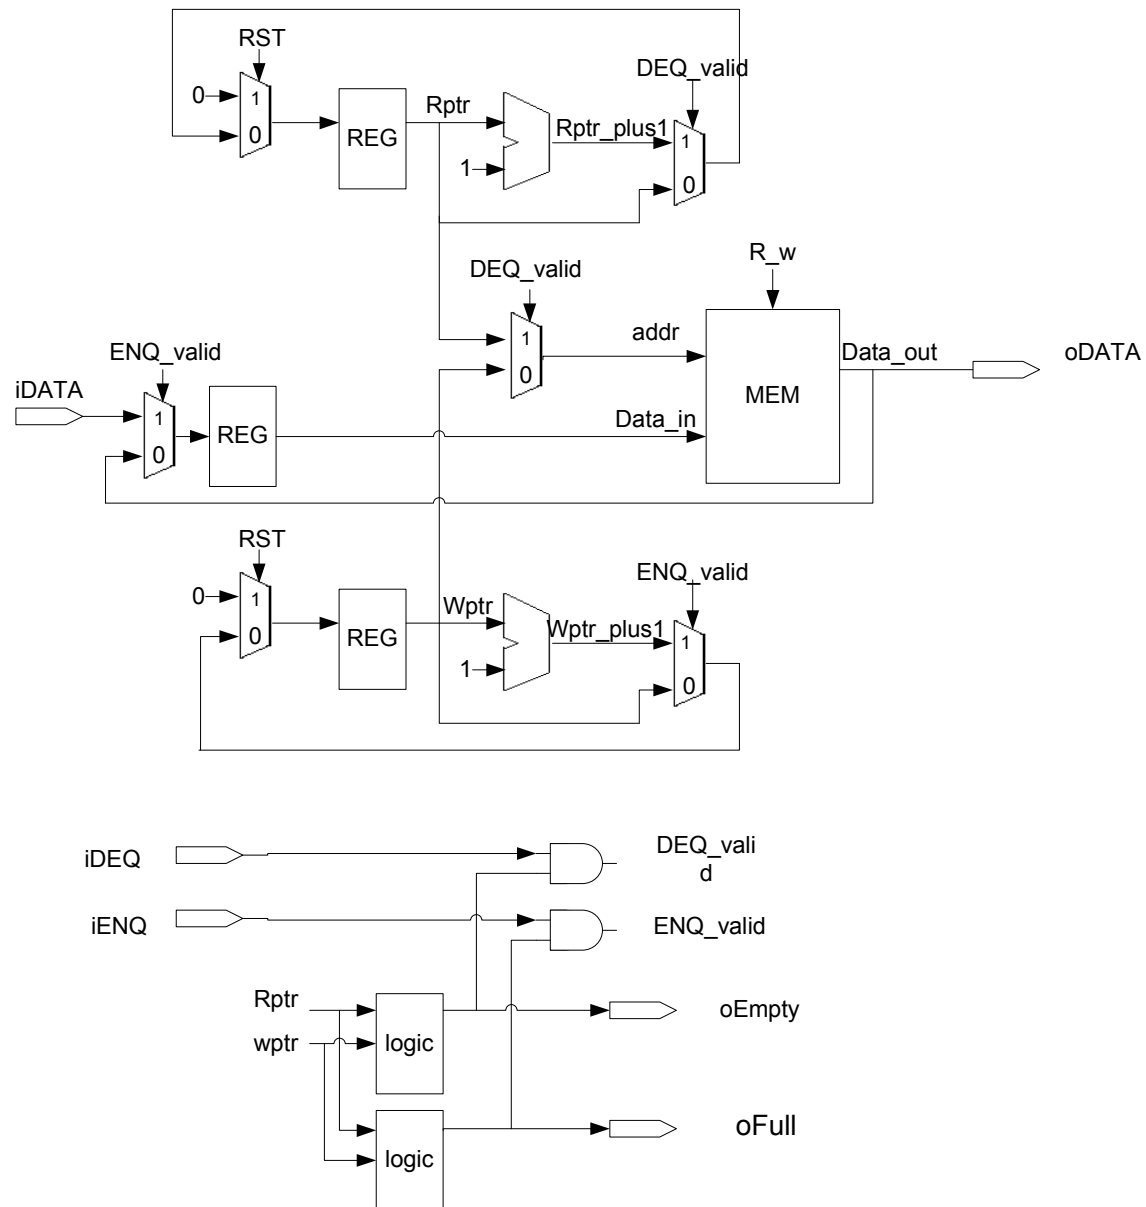 RST
DEQ_valid
0
1
0
REG
Rptr
1
Rptr_plus1
1
0
DEQ_valid
R_w
1
0
addr
MEM
Data_out
oDATA
ENQ_valid
iDATA
1
0
REG
Data_in
RST
ENQ_valid
0
1
0
REG
Wptr
1
Wptr_plus1
1
0
iDEQ
DEQ_vali
d
iENQ
ENQ_valid
Rptr
wptr
logic
oEmpty
logic
oFull